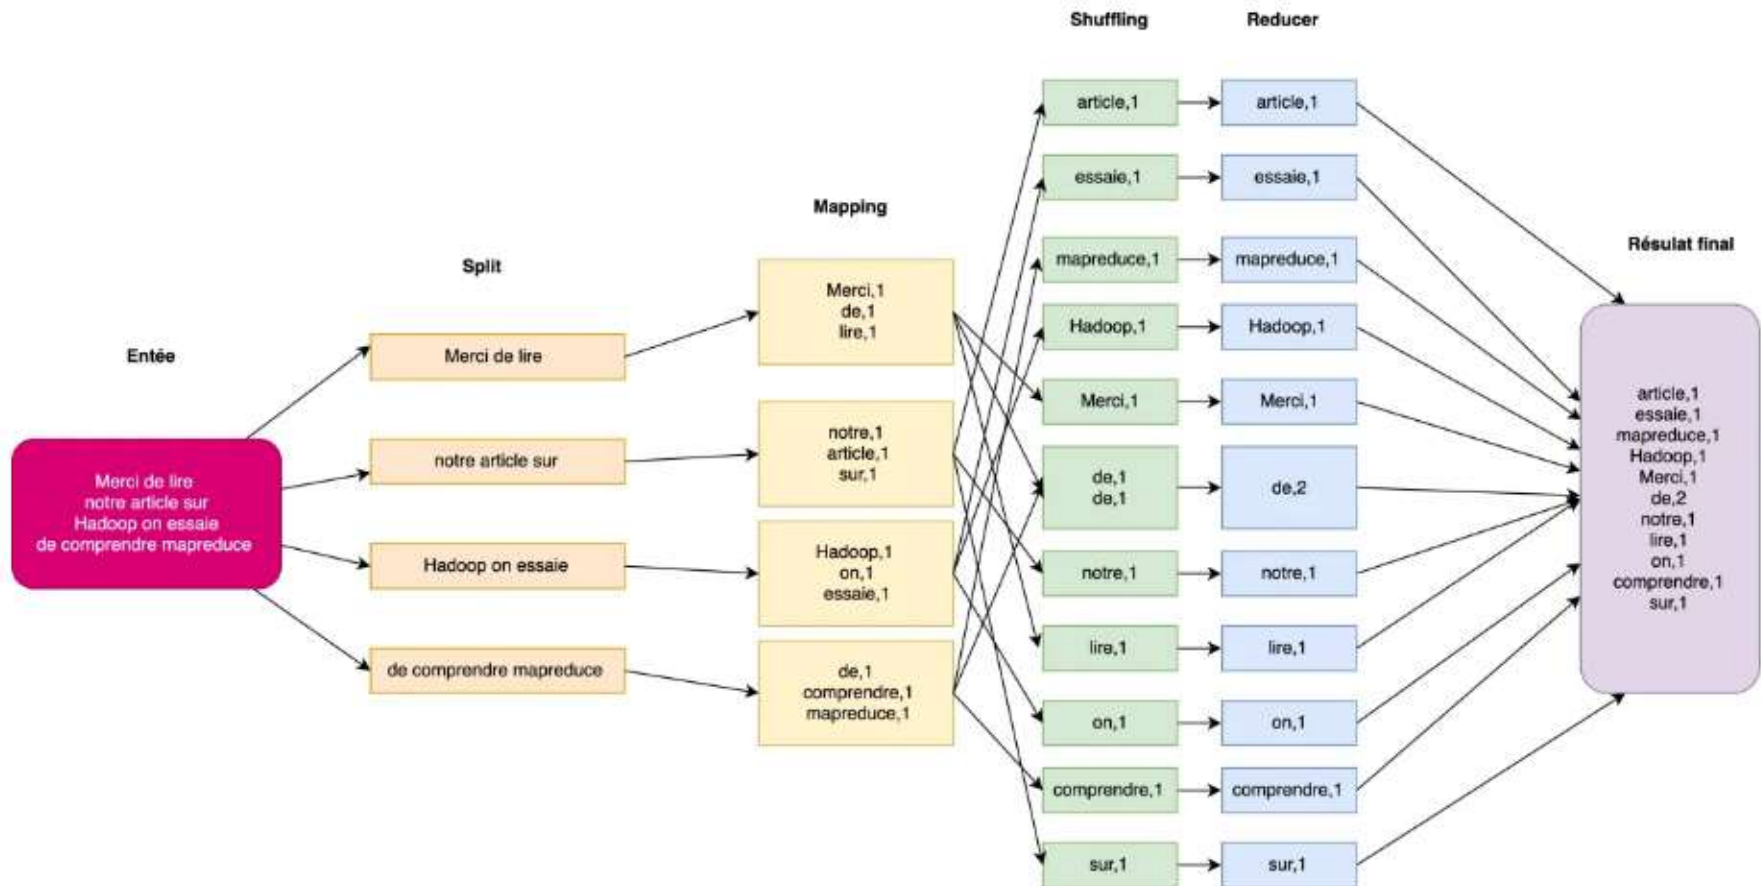 Entée
Merci de lire
notre article sur
Hadoop on essaie
de comprendre mapreduce
Split
Merci de lire
notre article sur
Hadoop on essaie
de comprendre mapreduce
Mapping
Merci,1
de,1
lire,1
notre,1
article,1
sur,1
Hadoop,1
on,1
essaie,1
de,1
comprendre,1
mapreduce,1
Shuffling
article,1
essaie,1
mapreduce,1
Hadoop,1
Merci,1
de,1
de,1
notre,1
lire,1
on,1
comprendre,1
sur,1
Reducer
article,1
essaie,1
mapreduce,1
Hadoop,1
Merci,1
de,2
notre,1
lire,1
on,1
comprendre,1
sur,1
Résulat final
article,1
essaie,1
mapreduce,1
Hadoop,1
Merci,1
de,2
notre,1
lire,1
on,1
comprendre,1
sur,1